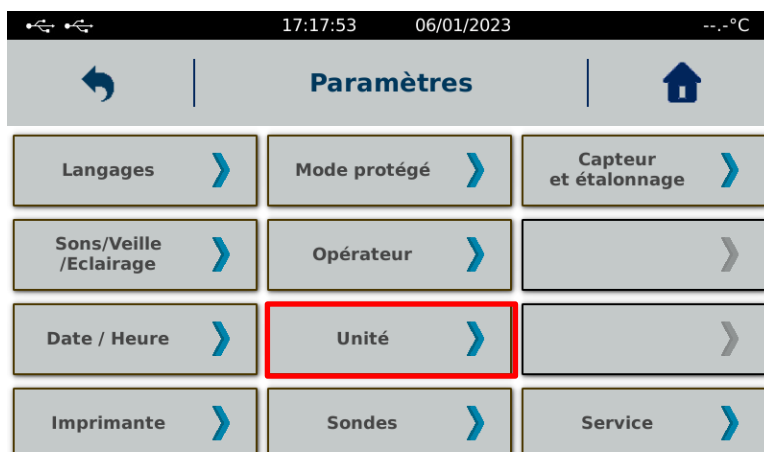 17:17:53 06/01/2023 --.-°C
Paramètres
Langages
Mode protégé
Capteur
et étalonnage
Sons/Veille
/Eclairage
Opérateur
Date / Heure
Unité
Imprimante
Sondes
Service